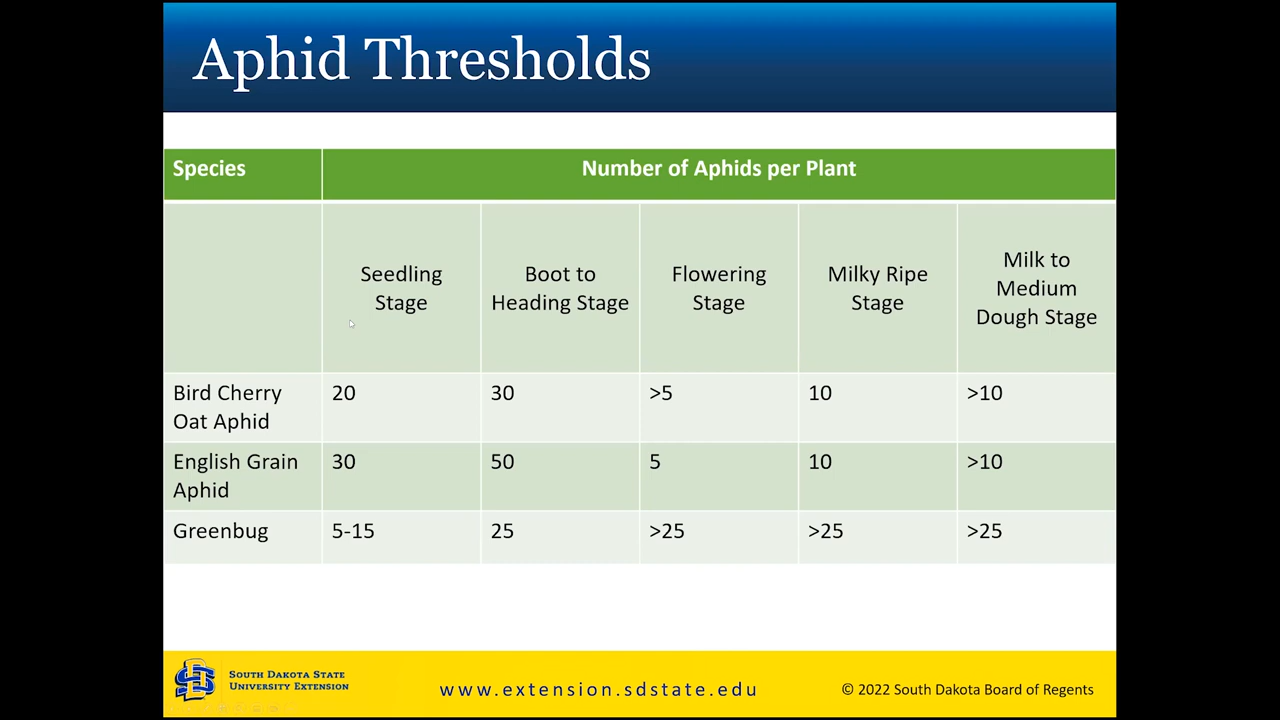 Aphid Thresholds
Species
Number of Aphids per Plant
Seedling
Stage
Boot to
Heading Stage
Flowering
Stage
Milky Ripe
Stage
Milk to
Medium
Dough Stage
Bird Cherry
Oat Aphid
20
30
>5
10
>10
English Grain
Aphid
30
50
5
10
>10
Greenbug
5-15
25
>25
>25
>25
SOUTH DAKOTA STATE
UNIVERSITY EXTENSION
www.extension.sdstate.edu
© 2022 South Dakota Board of Regents